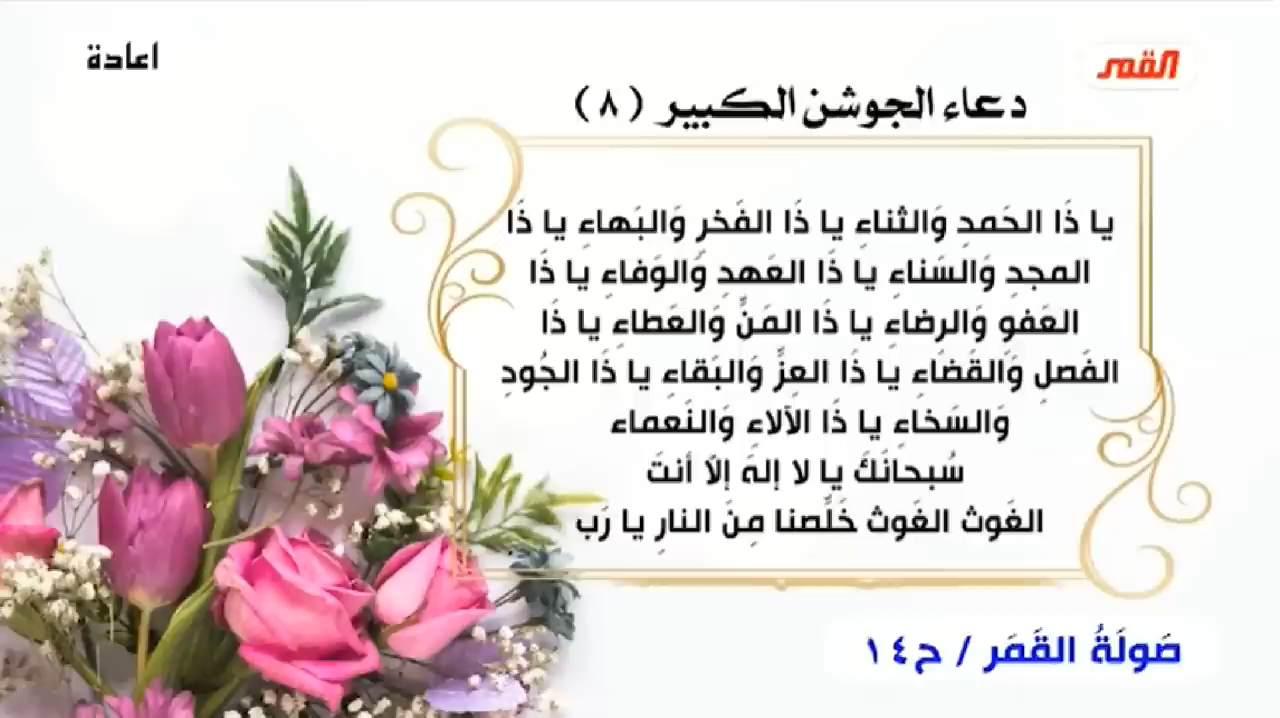 اعادة
القمر
دعاء الجوشن الكبير (٨)
يا ذَا الحَمدِ وَالثناءِ يا ذَا الفَخرِ وَالبَهاءِ يا ذَا
المجدِ وَالسَناءِ يا ذَا العَهدِ وَالوَفاءِ يا ذَا
العَفوِ وَالرضاءِ يا ذَا المَنِّ وَالعَطاءِ يا ذَا
الفَصلِ وَالقَضاءِ يا ذَا العِزِّ وَالبَقاءِ يا ذَا الجُودِ
وَالسَخاءِ يا ذَا الآلاءِ وَالنَعماء
سُبحانَكَ يا لا إلهَ إلّا أنتَ
الغَوث الغَوث خَلِّصنا مِنَ النارِ يا رَب
صَولَةُ القَمَر / ح١٤